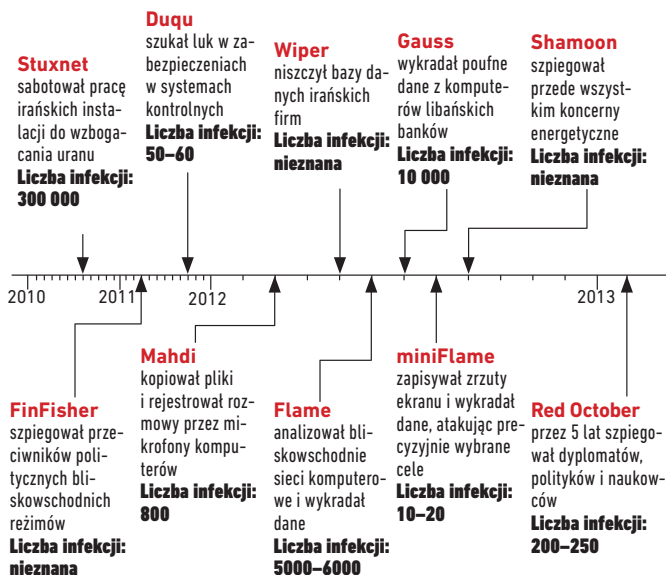 Duqu
szukał luk w za-
bezpieczeniach
w systemach
kontrolnych
Liczba infekcji:
50–60
Stuxnet
sabotował pracę
irańskich insta-
lacji do wzboga-
cania uranu
Liczba infekcji:
300 000
Wiper
niszczył bazy da-
nych irańskich
firm
Liczba infekcji:
nieznana
Gauss
wykradał poufne
dane z kompute-
rów libańskich
banków
Liczba infekcji:
10 000
Shamoon
szpiegował
przede wszyst-
kim koncerny
energetyczne
Liczba infekcji:
nieznana
2010
2011
2012
2013
FinFisher
szpiegował prze-
ciwników poli-
tycznych bli-
skowschodnich
reżimów
Liczba infekcji:
nieznana
Mahdi
kopiował pliki
i rejestrował roz-
mowy przez mi-
krofony kompu-
terów
Liczba infekcji:
800
Flame
analizował bli-
skowschodnie
sieci komputero-
we i wykradał
dane
Liczba infekcji:
5000–6000
miniFlame
zapisywał zrzuty
ekranu i wykradał
dane, atakując pre-
cyzyjnie wybrane
cele
Liczba infekcji:
10–20
Red October
przez 5 lat szpiego-
wał dyplomatów,
polityków i naukow-
ców
Liczba infekcji:
200–250